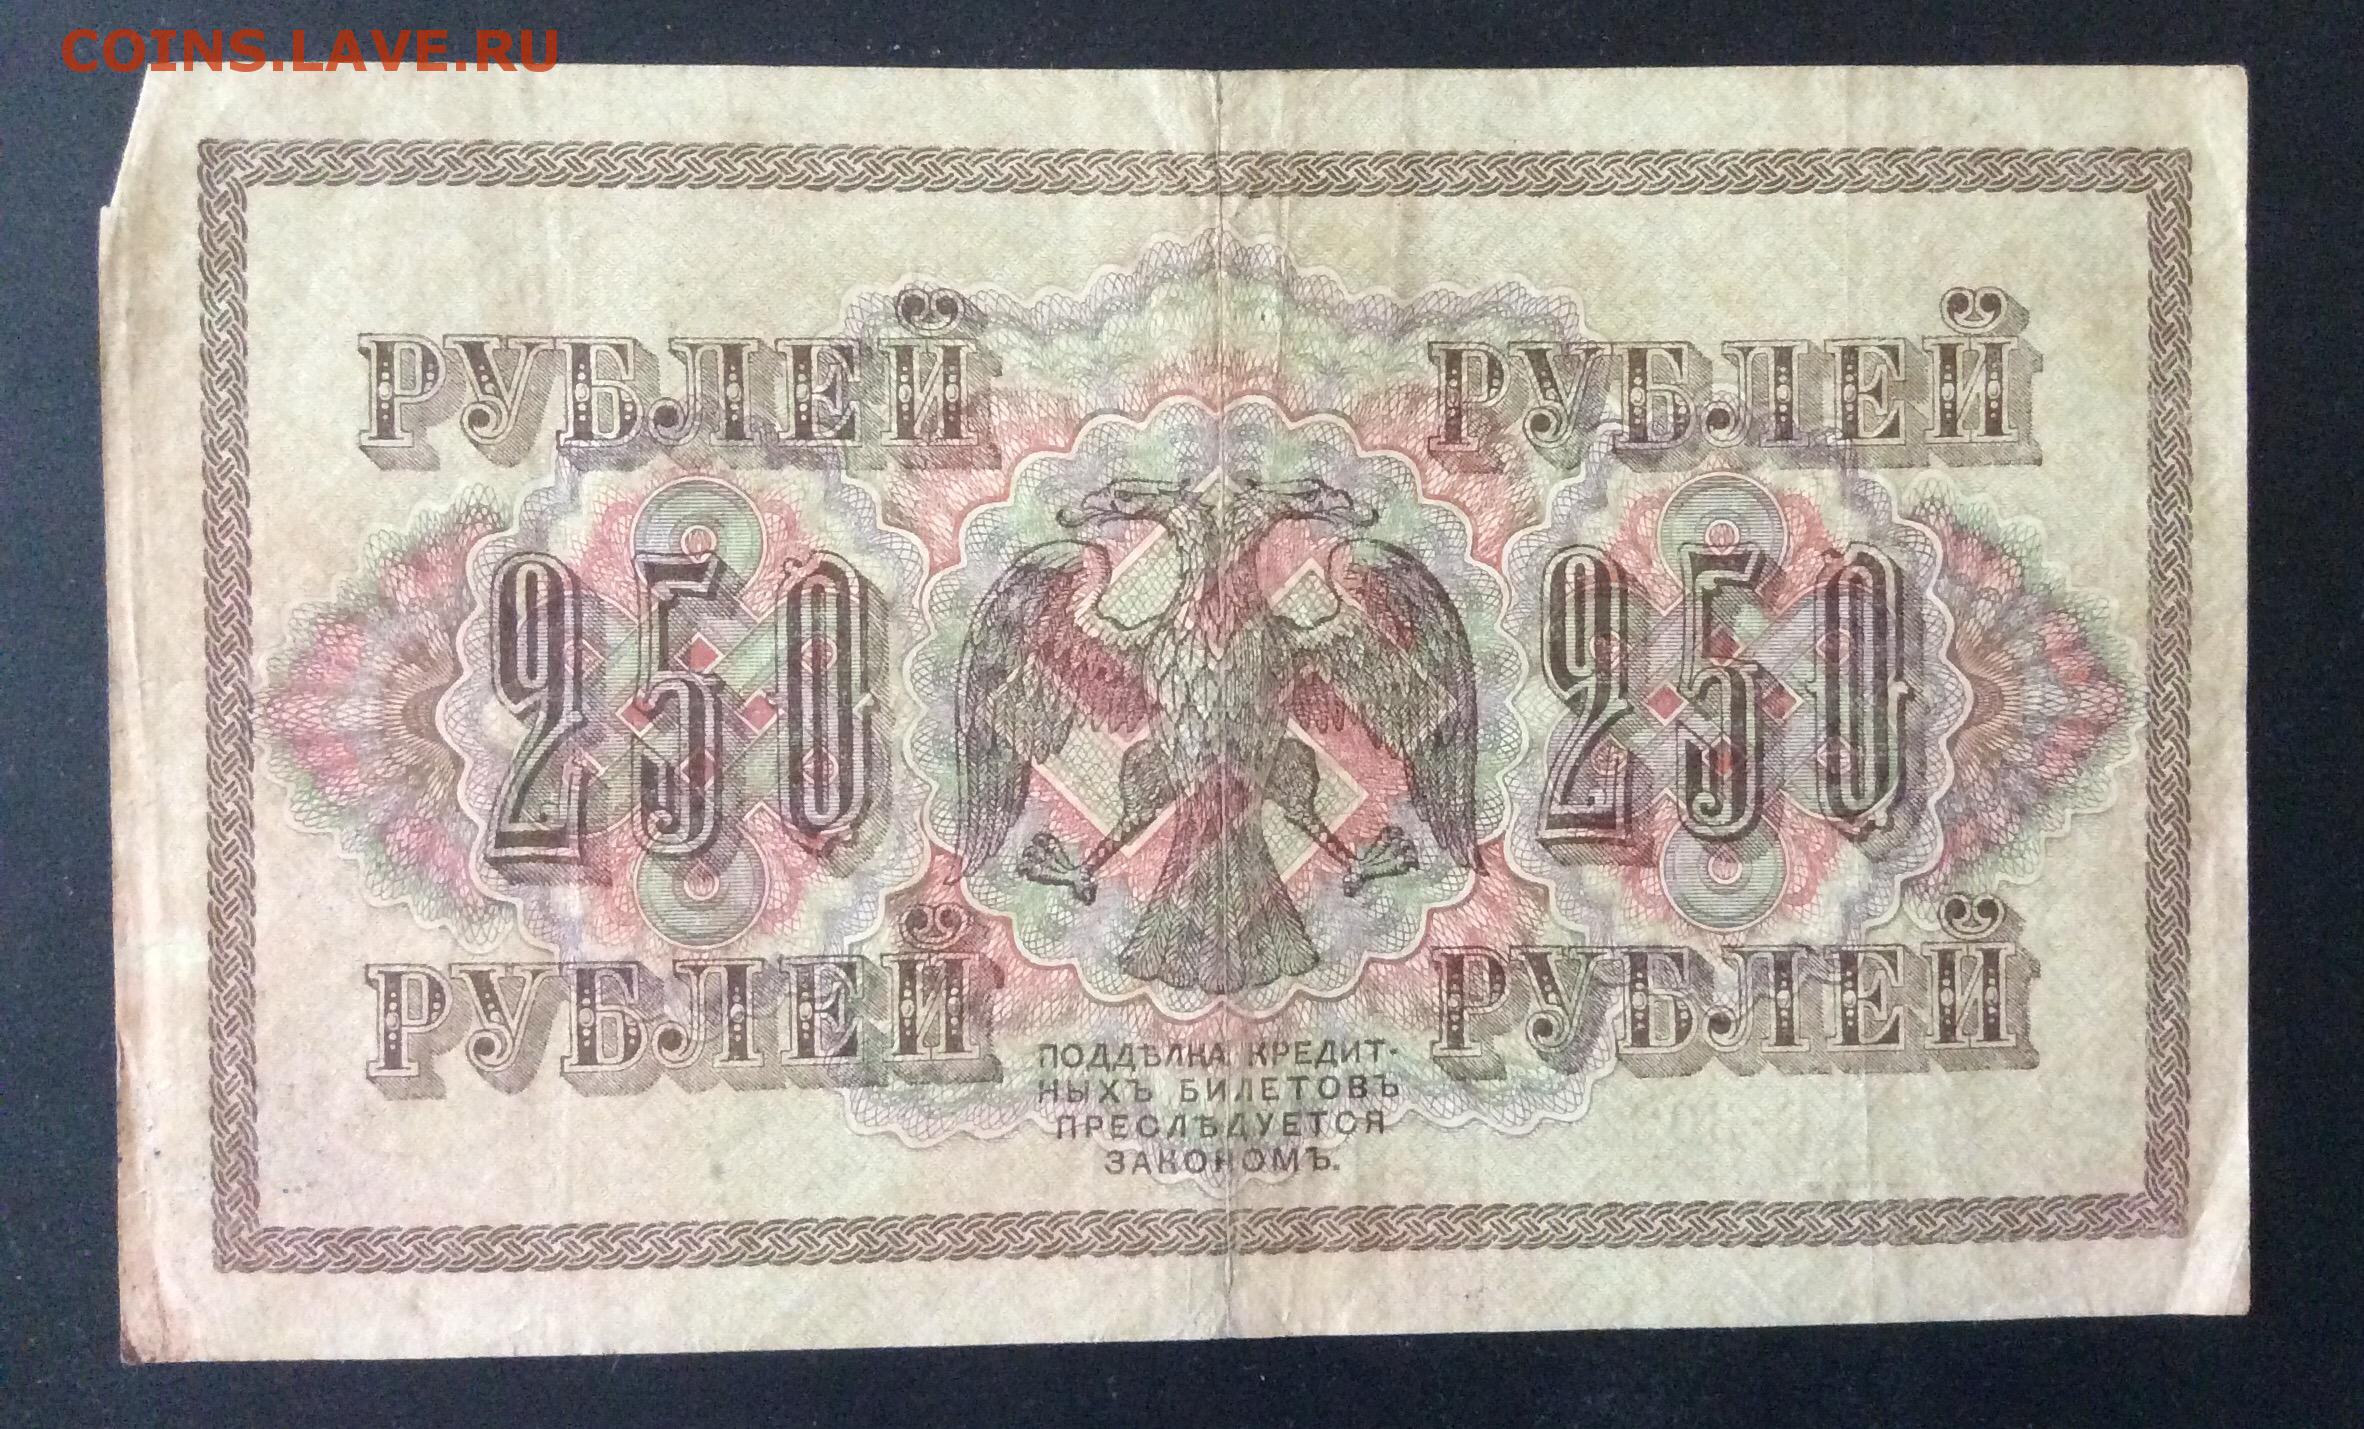 COINS.LAVE.RU
РУБЛЕЙ РУБЛЕЙ
250 250
РУБЛЕЙ РУБЛЕЙ
ПОДДѢЛКА КРЕДИТ-
НЫХЪ БИЛЕТОВЪ
ПРЕСЛѢДУЕТСЯ
ЗАКОНОМЪ.